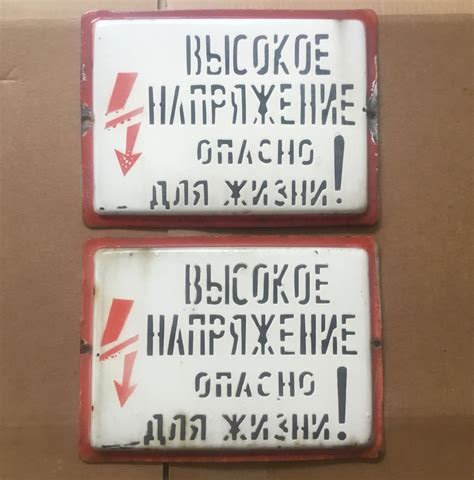 ВЫСОКОЕ
НАПРЯЖЕНИЕ
ОПАСНО
ДЛЯ ЖИЗНИ!
ВЫСОКОЕ
НАПРЯЖЕНИЕ
ОПАСНО
ДЛЯ ЖИЗНИ!